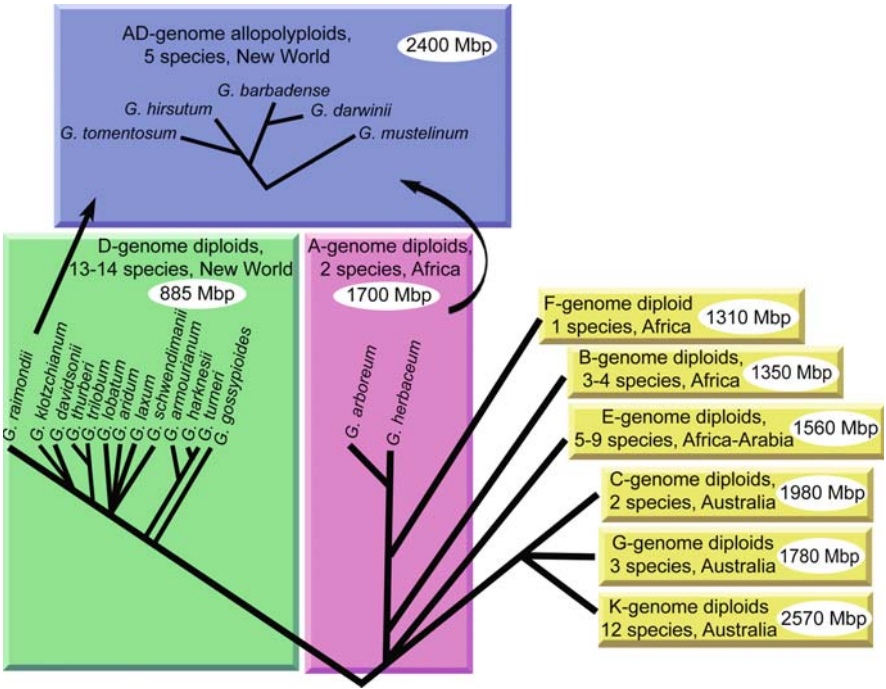 AD-genome allopolyploids,
5 species, New World
2400 Mbp
G. barbadense
G. hirsutum
G. darwinii
G. tomentosum
G. mustelinum
D-genome diploids,
13-14 species, New World
885 Mbp
A-genome diploids,
2 species, Africa
1700 Mbp
G. raimondii
G. klotzchianum
G. davidsonii
G. thurberi
G. trilobum
G. lobatum
G. aridum
G. laxum
G. schwendimanii
G. armourianum
G. harknesii
G. turneri
G. gossypioides
G. arboreum
G. herbaceum
F-genome diploid
1 species, Africa
1310 Mbp
B-genome diploids,
3-4 species, Africa
1350 Mbp
E-genome diploids,
5-9 species, Africa-Arabia
1560 Mbp
C-genome diploids,
2 species, Australia
1980 Mbp
G-genome diploids
3 species, Australia
1780 Mbp
K-genome diploids
12 species, Australia
2570 Mbp